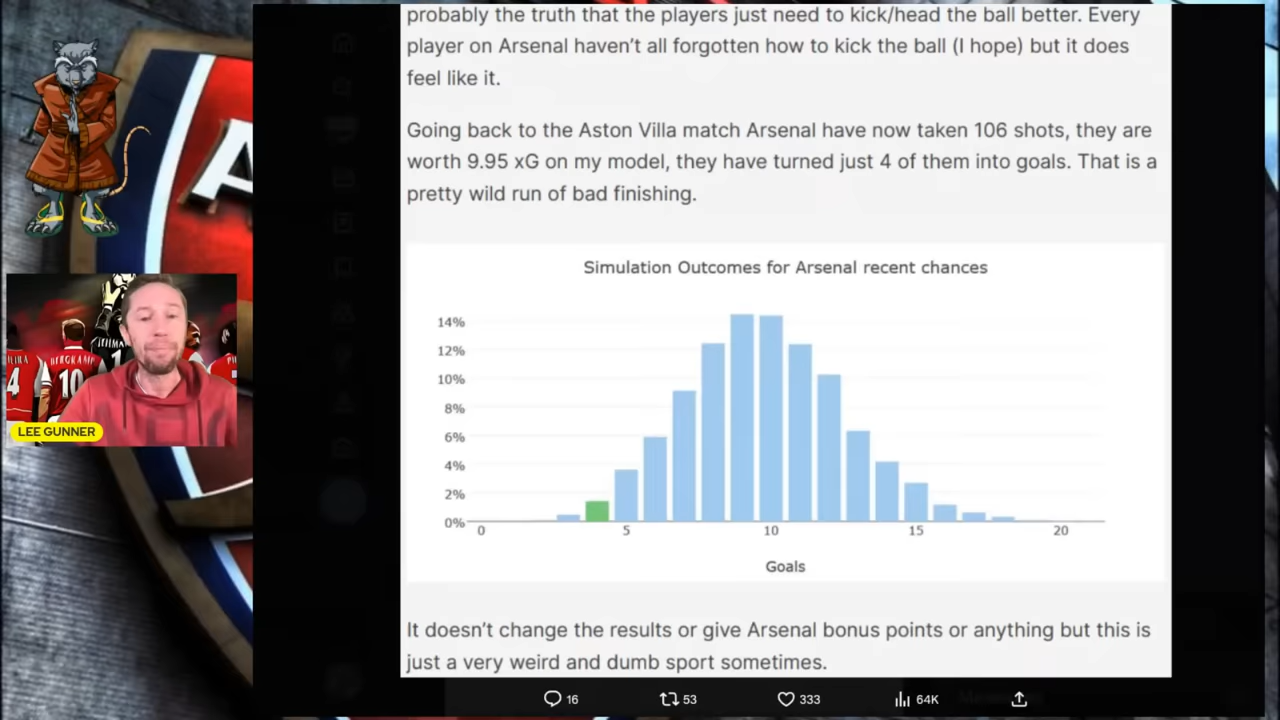 probably the truth that the players just need to kick/head the ball better. Every
player on Arsenal haven't all forgotten how to kick the ball (I hope) but it does
feel like it.
Going back to the Aston Villa match Arsenal have now taken 106 shots, they are
worth 9.95 xG on my model, they have turned just 4 of them into goals. That is a
pretty wild run of bad finishing.
Simulation Outcomes for Arsenal recent chances
14%
12%
10%
8%
6%
4%
2%
0%
0 5 10 15 20
Goals
It doesn't change the results or give Arsenal bonus points or anything but this is
just a very weird and dumb sport sometimes.
16 53 333 64K
BERGKAMP
4 10 1
LEE GUNNER